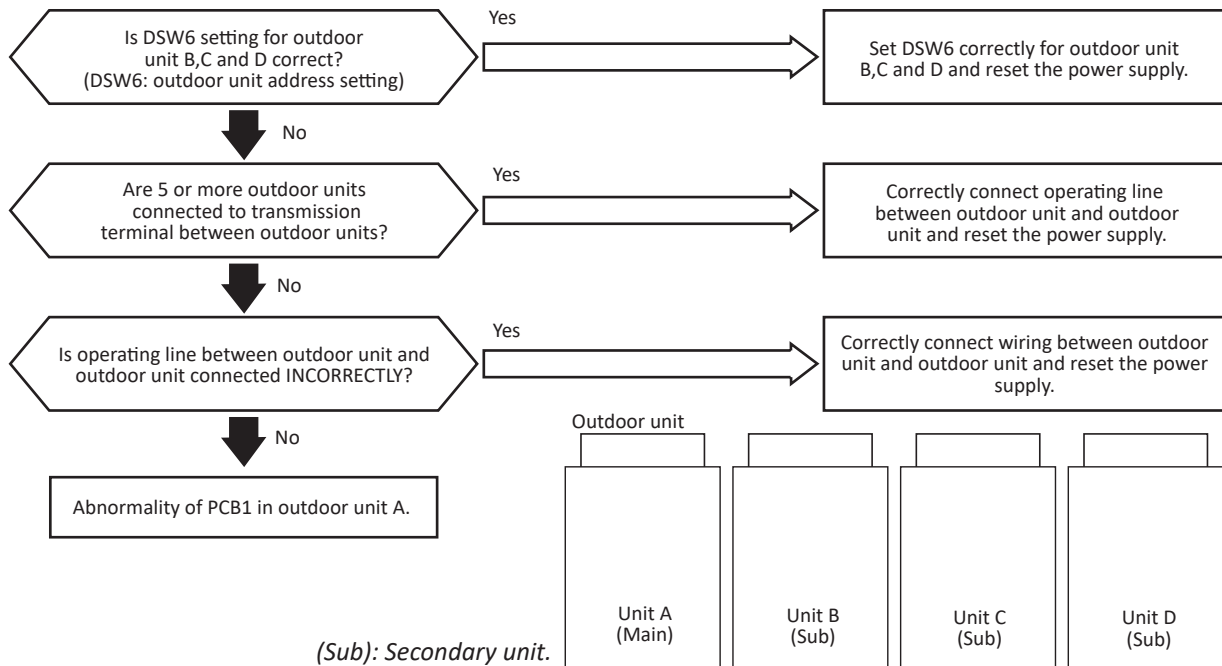 Is DSW6 setting for outdoor
unit B,C and D correct?
(DSW6: outdoor unit address setting)
Yes
Set DSW6 correctly for outdoor unit
B,C and D and reset the power supply.
No
Are 5 or more outdoor units
connected to transmission
terminal between outdoor units?
Yes
Correctly connect operating line
between outdoor unit and outdoor
unit and reset the power supply.
No
Is operating line between outdoor unit and
outdoor unit connected INCORRECTLY?
Yes
Correctly connect wiring between outdoor
unit and outdoor unit and reset the power
supply.
No
Abnormality of PCB1 in outdoor unit A.
Outdoor unit
Unit A
(Main)
Unit B
(Sub)
Unit C
(Sub)
Unit D
(Sub)
(Sub): Secondary unit.